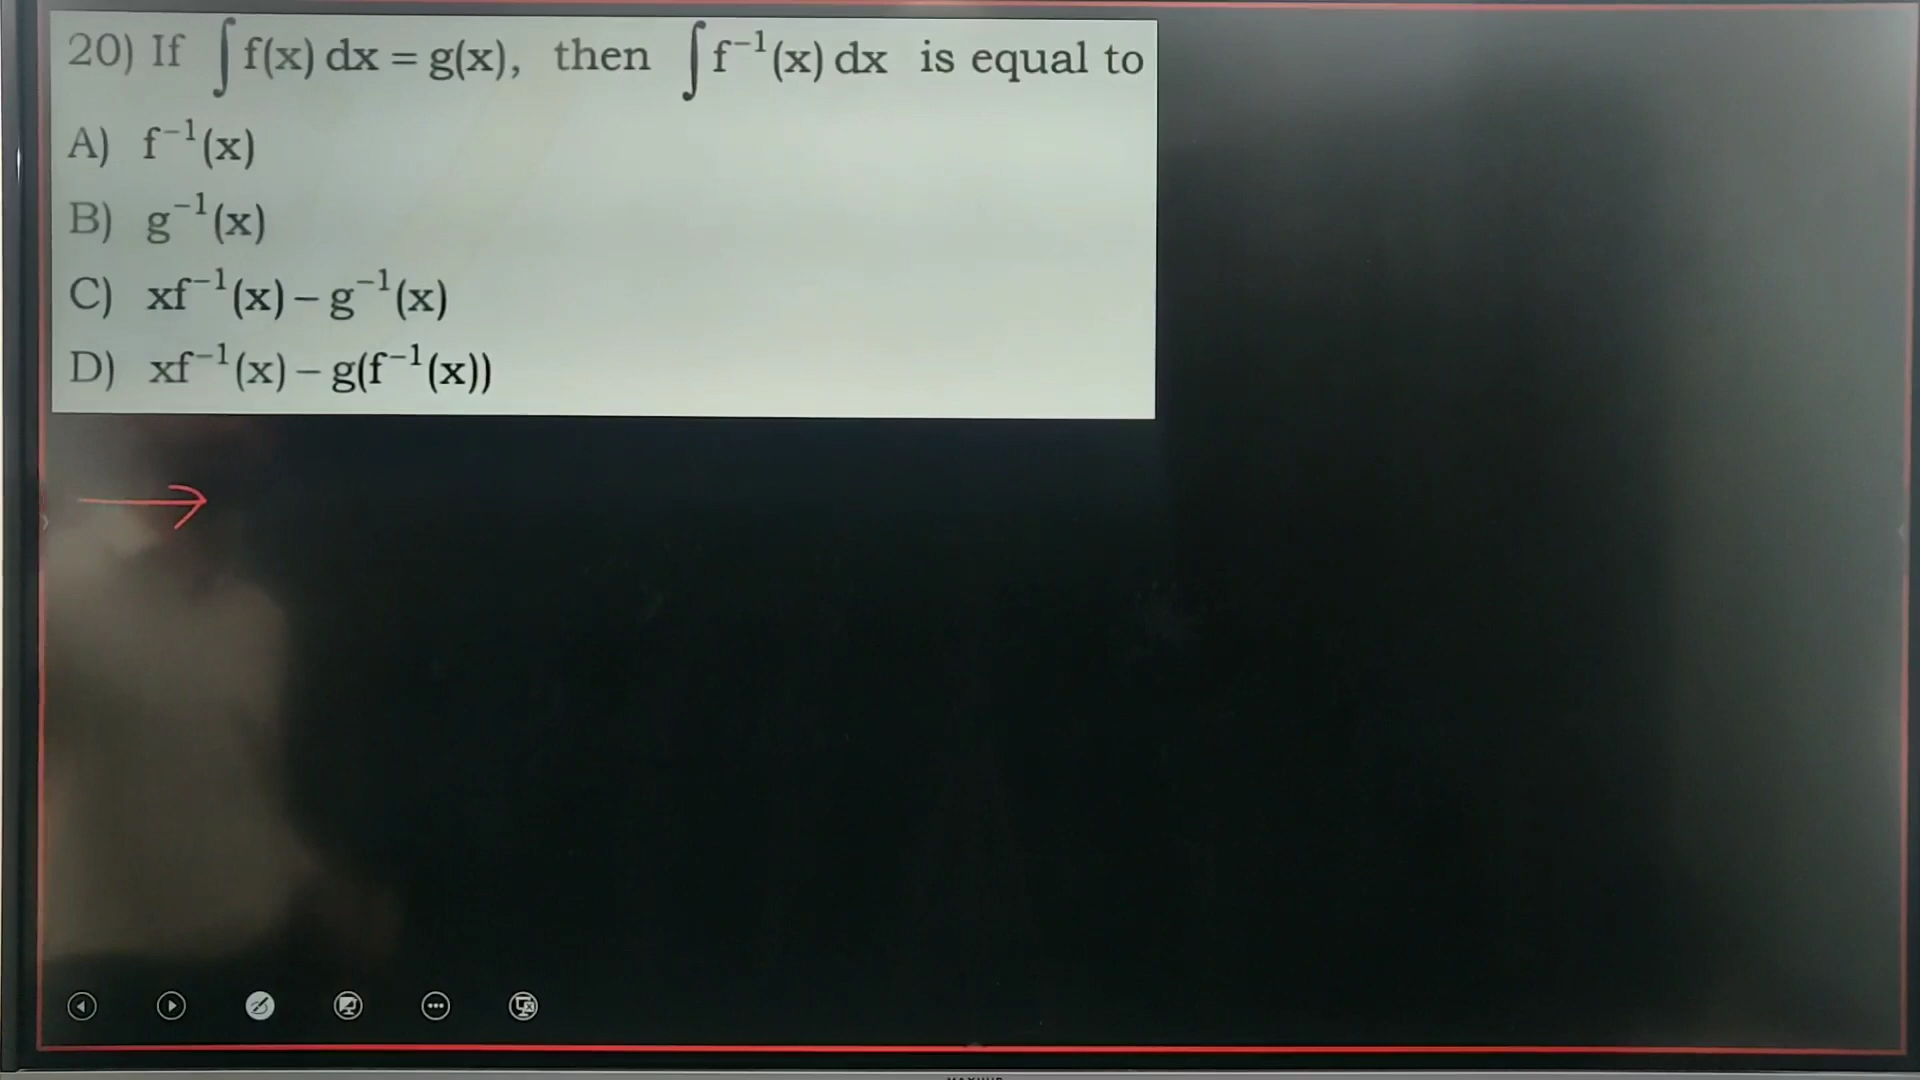 20) If ∫f(x) dx = g(x), then ∫f⁻¹(x) dx is equal to
A) f⁻¹(x)
B) g⁻¹(x)
C) xf⁻¹(x) – g⁻¹(x)
D) xf⁻¹(x) – g(f⁻¹(x))